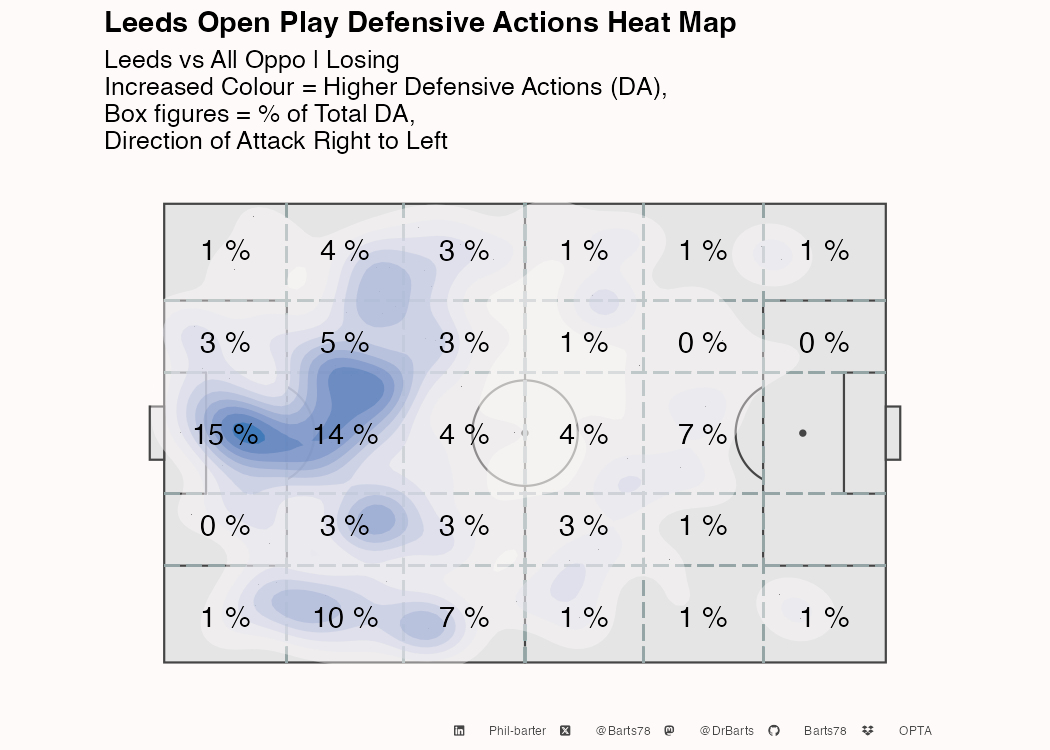 Leeds Open Play Defensive Actions Heat Map
Leeds vs All Oppo | Losing
Increased Colour = Higher Defensive Actions (DA),
Box figures = % of Total DA,
Direction of Attack Right to Left
1 % 4 % 3 % 1 % 1 % 1 %
3 % 5 % 3 % 1 % 0 % 0 %
15 % 14 % 4 % 4 % 7 %
0 % 3 % 3 % 3 % 1 %
1 % 10 % 7 % 1 % 1 % 1 %
Phil-barter @Barts78 @DrBarts Barts78 OPTA